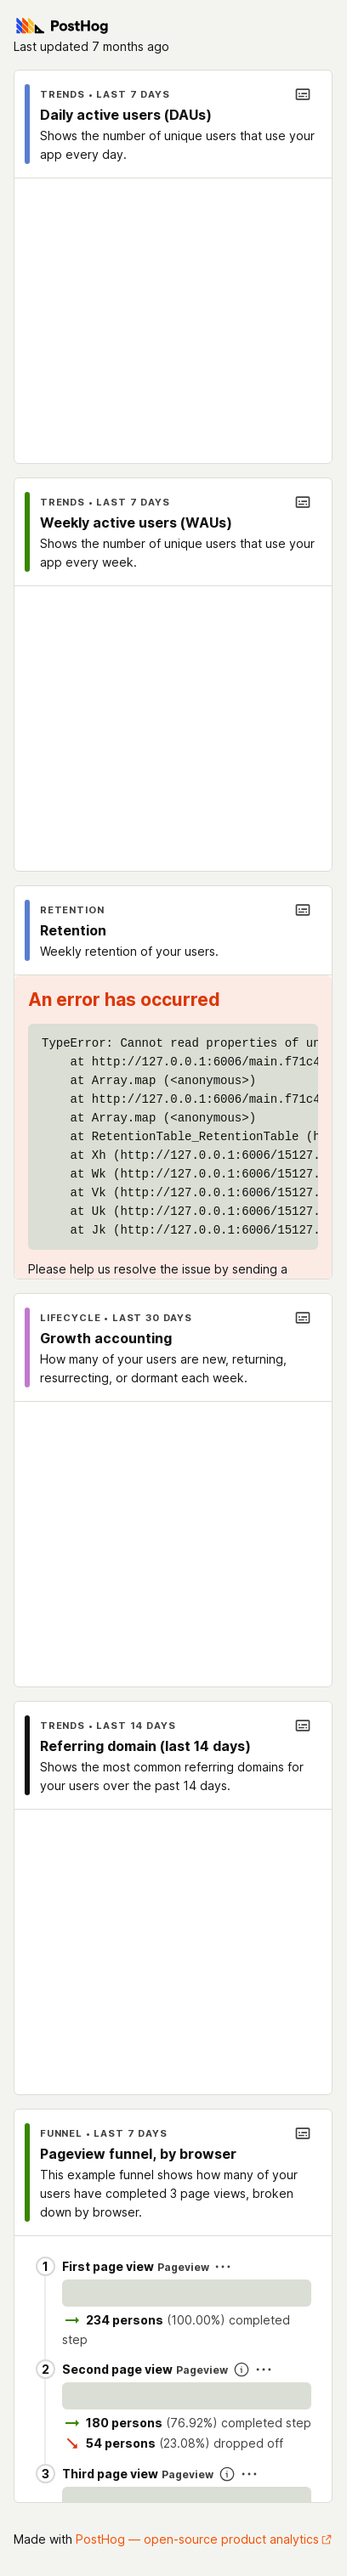 PostHog
Last updated 7 months ago
TRENDS • LAST 7 DAYS
Daily active users (DAUs)
Shows the number of unique users that use your
app every day.
TRENDS • LAST 7 DAYS
Weekly active users (WAUs)
Shows the number of unique users that use your
app every week.
RETENTION
Retention
Weekly retention of your users.
An error has occurred
TypeError: Cannot read properties of un
at http://127.0.0.1:6006/main.f71c4
at Array.map (<anonymous>)
at http://127.0.0.1:6006/main.f71c4
at Array.map (<anonymous>)
at RetentionTable_RetentionTable (h
at Xh (http://127.0.0.1:6006/15127.
at Wk (http://127.0.0.1:6006/15127.
at Vk (http://127.0.0.1:6006/15127.
at Uk (http://127.0.0.1:6006/15127.
at Jk (http://127.0.0.1:6006/15127.
Please help us resolve the issue by sending a
LIFECYCLE • LAST 30 DAYS
Growth accounting
How many of your users are new, returning,
resurrecting, or dormant each week.
TRENDS • LAST 14 DAYS
Referring domain (last 14 days)
Shows the most common referring domains for
your users over the past 14 days.
FUNNEL • LAST 7 DAYS
Pageview funnel, by browser
This example funnel shows how many of your
users have completed 3 page views, broken
down by browser.
1 First page view Pageview
234 persons (100.00%) completed
step
2 Second page view Pageview
180 persons (76.92%) completed step
54 persons (23.08%) dropped off
3 Third page view Pageview
Made with PostHog — open-source product analytics